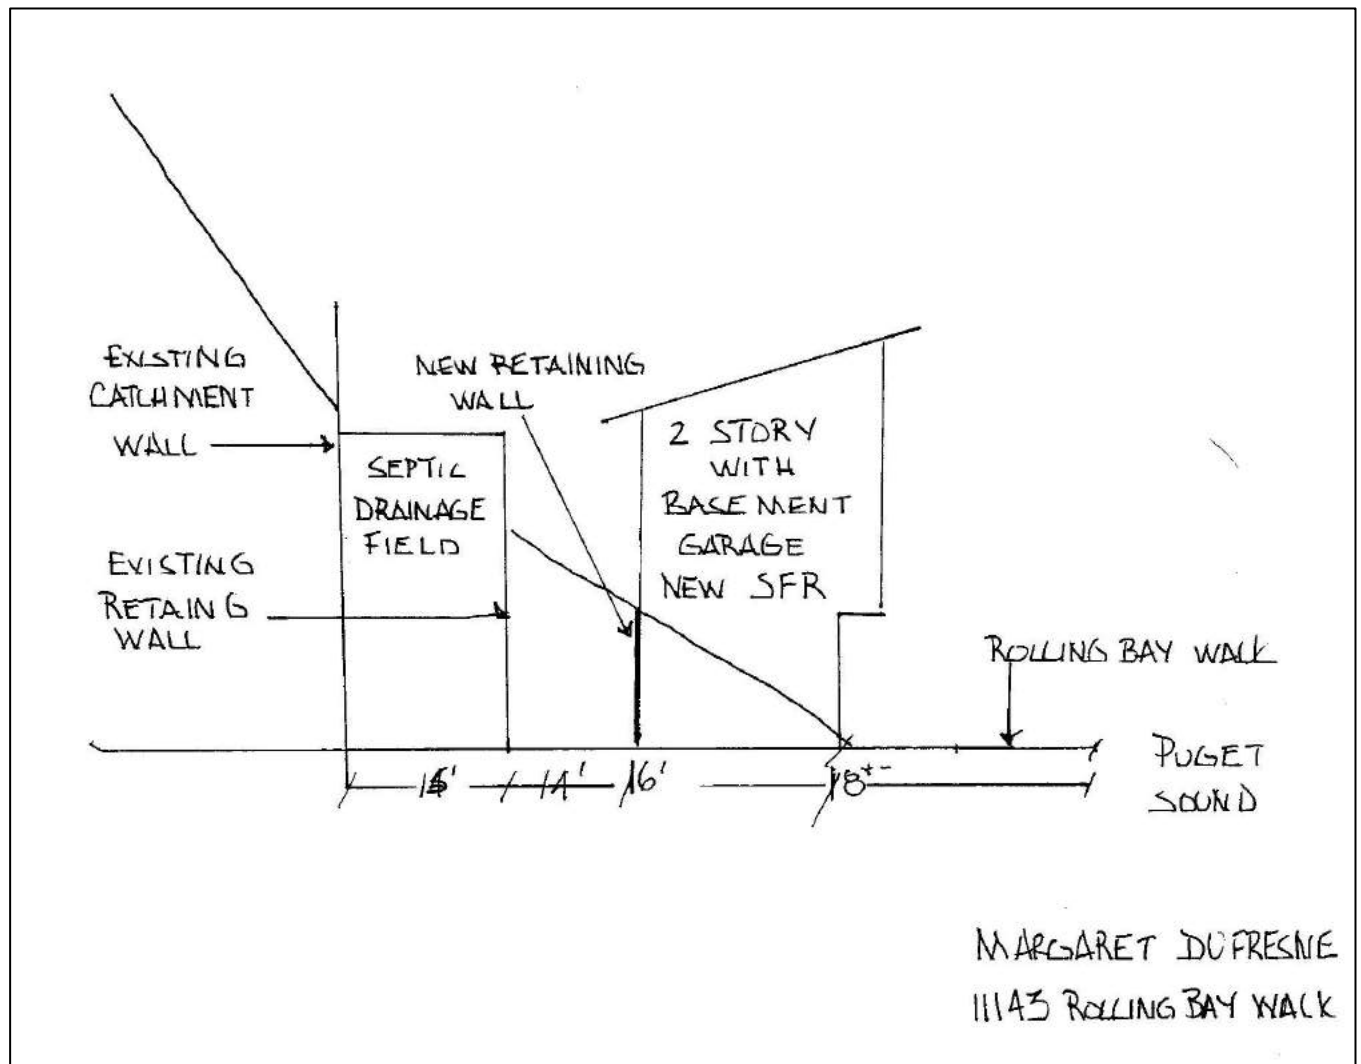 EXISTING
CATCHMENT
WALL
NEW RETAINING
WALL
2 STORY
WITH
BASEMENT
GARAGE
NEW SFR
SEPTIC
DRAINAGE
FIELD
EXISTING
RETAING
WALL
ROLLING BAY WALK
PUGET
SOUND
14' 16' 18'+-
MARGARET DUFRESNE
11143 ROLLING BAY WALK